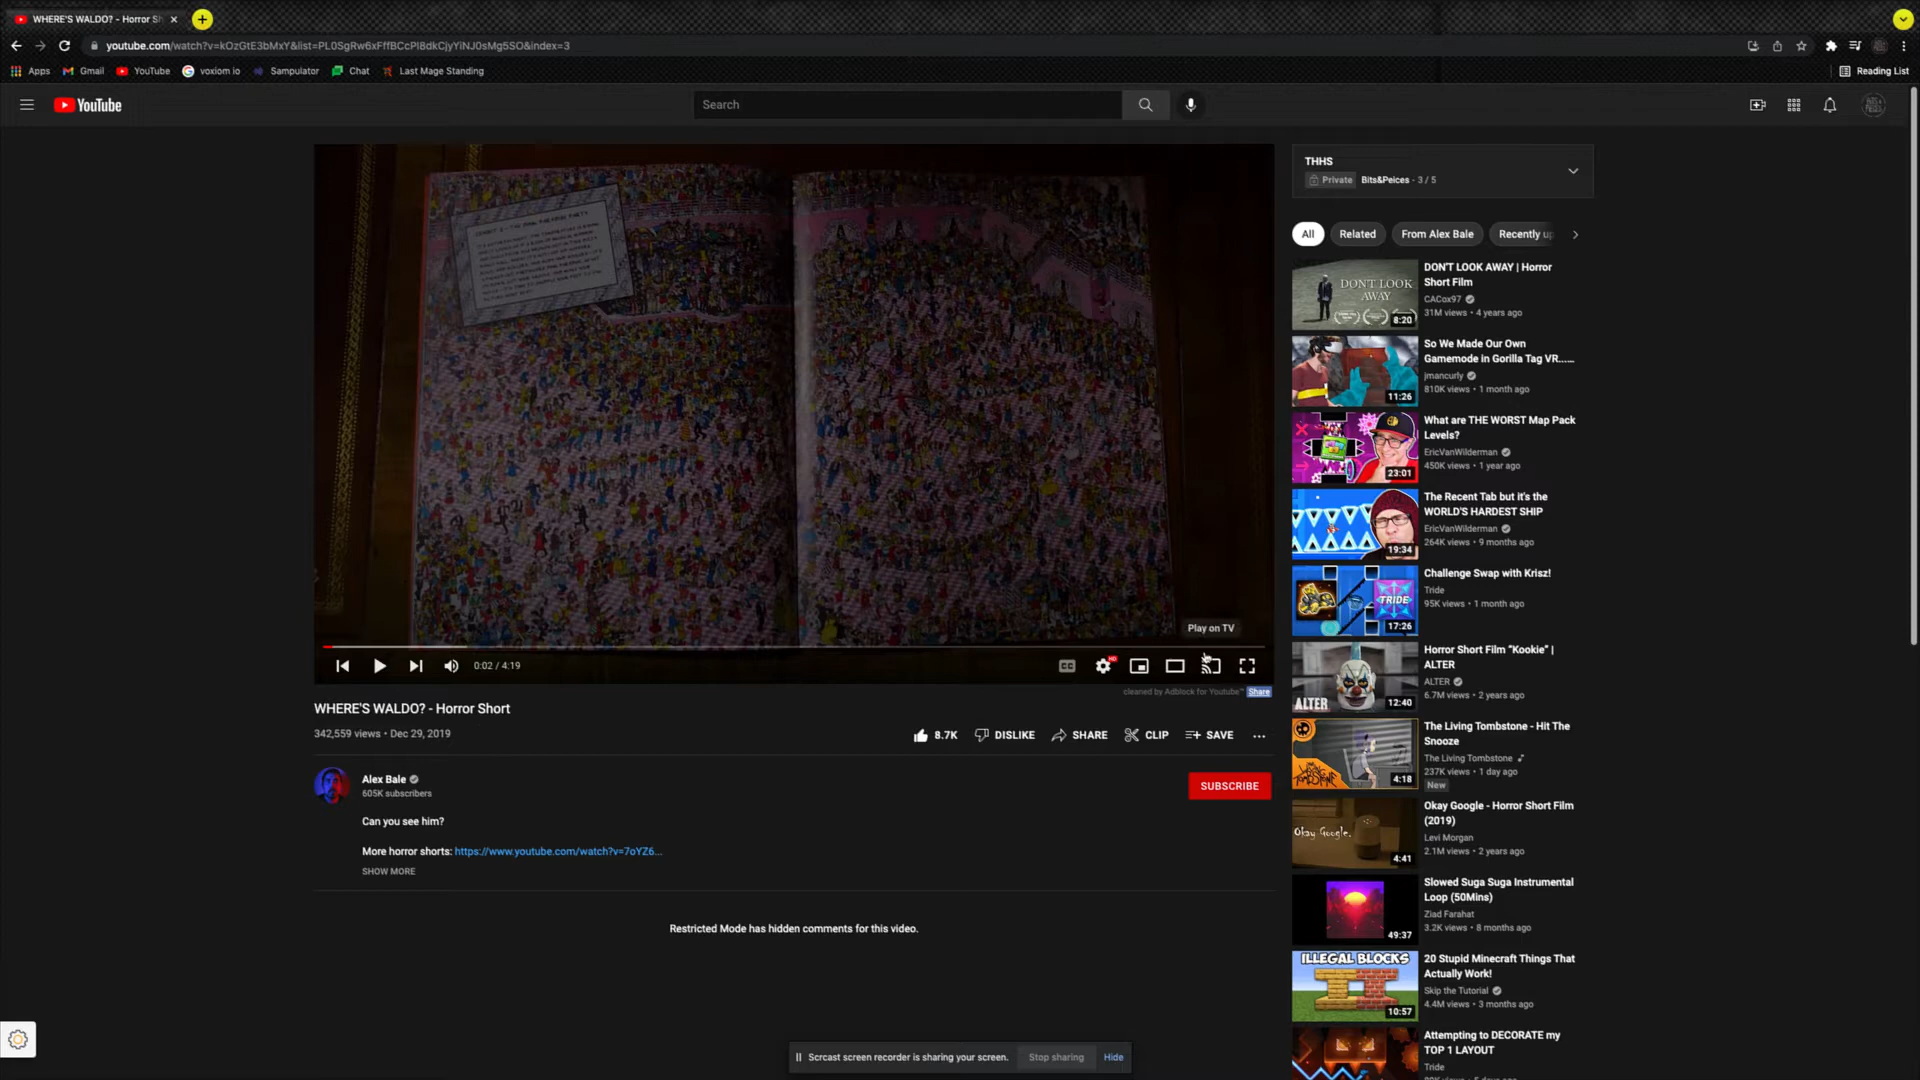 WHERE'S WALDO? - Horror Sh
youtube.com/watch?v=kOzGtE3bMxY&list=PL0SgRw6xFffBCcPl8dkCjyYiNJ0sMg5SO&index=3
Apps
Gmail
YouTube
voxiom io
Sampulator
Chat
Last Mage Standing
Reading List
YouTube
Search
Play on TV
0:02 / 4:19
CC
HD
cleaned by Adblock for Youtube™ Share
WHERE'S WALDO? - Horror Short
342,559 views • Dec 29, 2019
8.7K
DISLIKE
SHARE
CLIP
SAVE
Alex Bale
605K subscribers
SUBSCRIBE
Can you see him?
More horror shorts: https://www.youtube.com/watch?v=7oYZ6...
SHOW MORE
Restricted Mode has hidden comments for this video.
THHS
Private Bits&Peices - 3 / 5
All
Related
From Alex Bale
Recently up
DON'T LOOK
AWAY
8:20
DON'T LOOK AWAY | Horror
Short Film
CACox97
31M views • 4 years ago
11:26
So We Made Our Own
Gamemode in Gorilla Tag VR......
jmancurly
810K views • 1 month ago
23:01
What are THE WORST Map Pack
Levels?
EricVanWilderman
450K views • 1 year ago
19:34
The Recent Tab but it's the
WORLD'S HARDEST SHIP
EricVanWilderman
264K views • 9 months ago
TRIDE
17:26
Challenge Swap with Krisz!
Tride
95K views • 1 month ago
ALTER
12:40
Horror Short Film "Kookie" |
ALTER
ALTER
6.7M views • 2 years ago
4:18
The Living Tombstone - Hit The
Snooze
The Living Tombstone
237K views • 1 day ago
New
Okay Google.
4:41
Okay Google - Horror Short Film
(2019)
Levi Morgan
2.1M views • 2 years ago
49:37
Slowed Suga Suga Instrumental
Loop (50Mins)
Ziad Farahat
3.2K views • 8 months ago
ILLEGAL BLOCKS
10:57
20 Stupid Minecraft Things That
Actually Work!
Skip the Tutorial
4.4M views • 3 months ago
Attempting to DECORATE my
TOP 1 LAYOUT
Tride
Scrcast screen recorder is sharing your screen.
Stop sharing
Hide